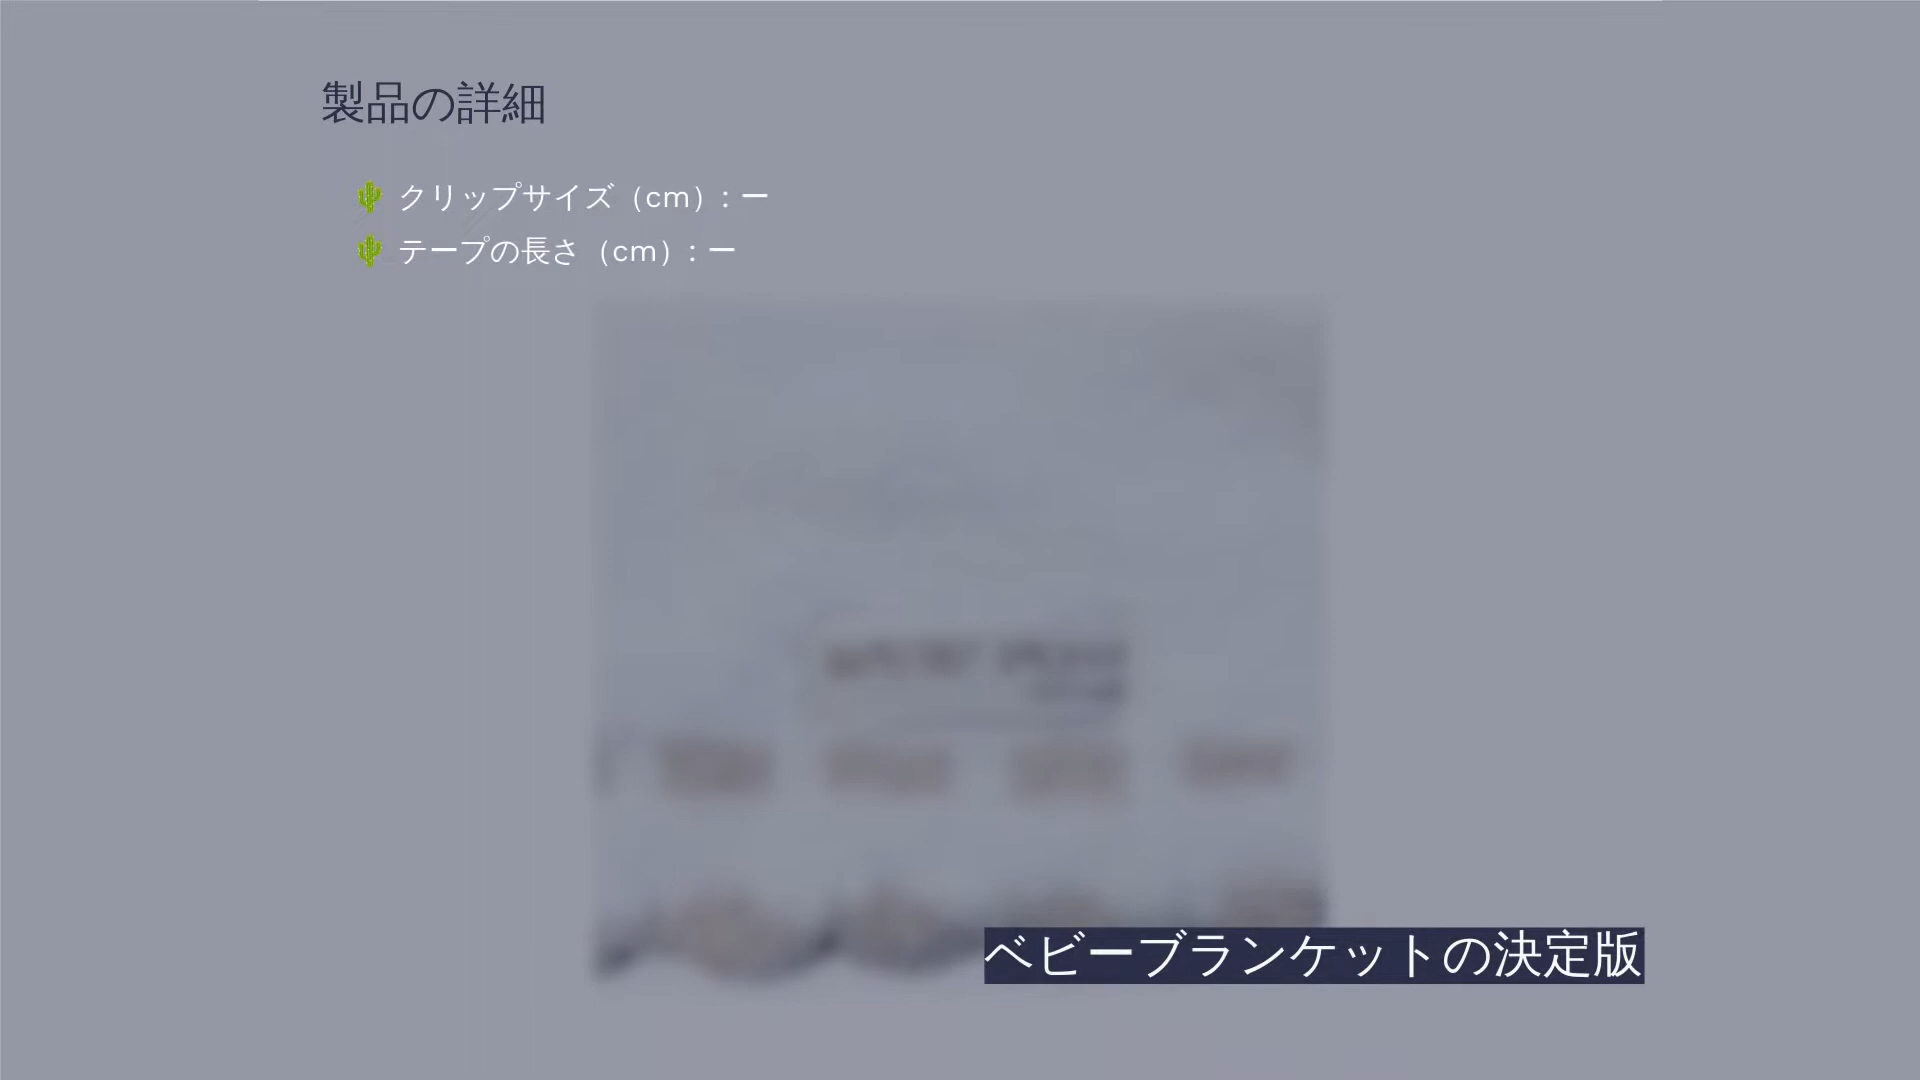 製品の詳細
🌵 クリップサイズ（cm）: ー
🌵 テープの長さ（cm）: ー
ベビーブランケットの決定版